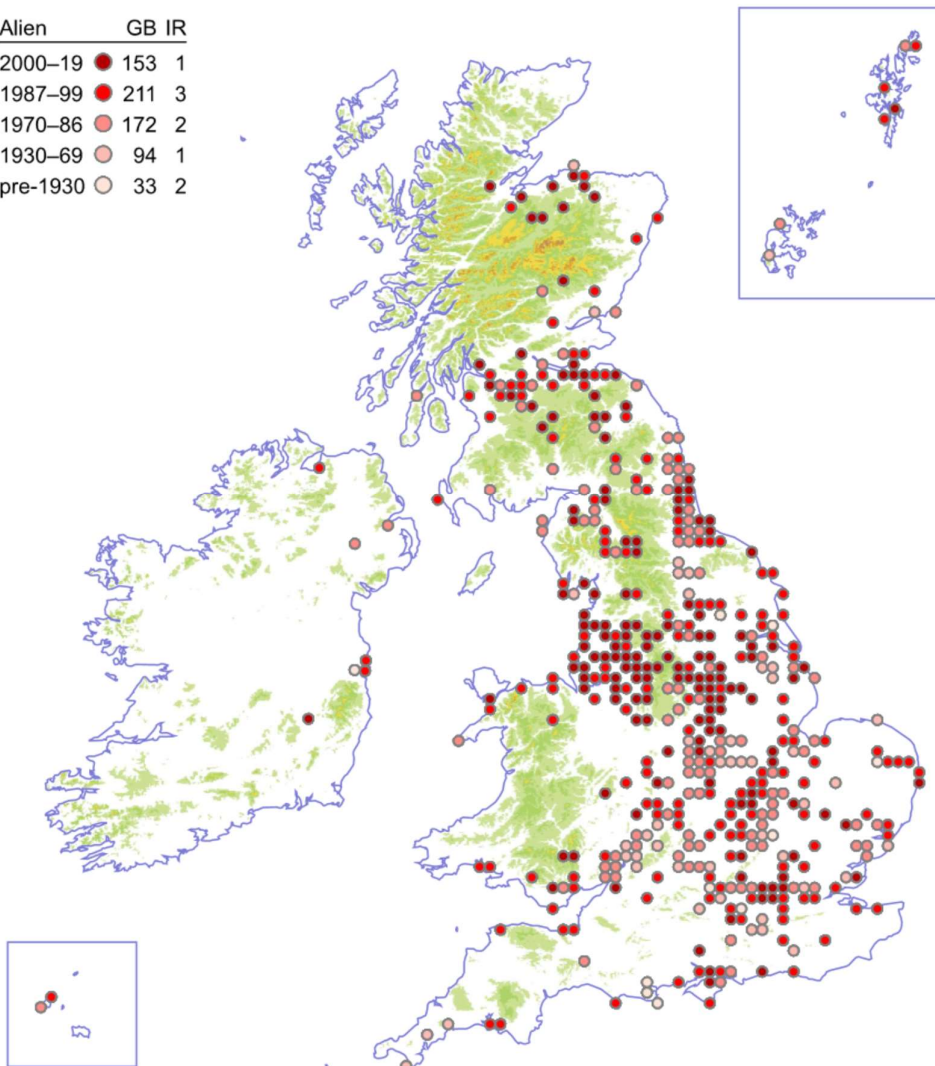 Alien GB IR
2000–19 153 1
1987–99 211 3
1970–86 172 2
1930–69 94 1
pre-1930 33 2